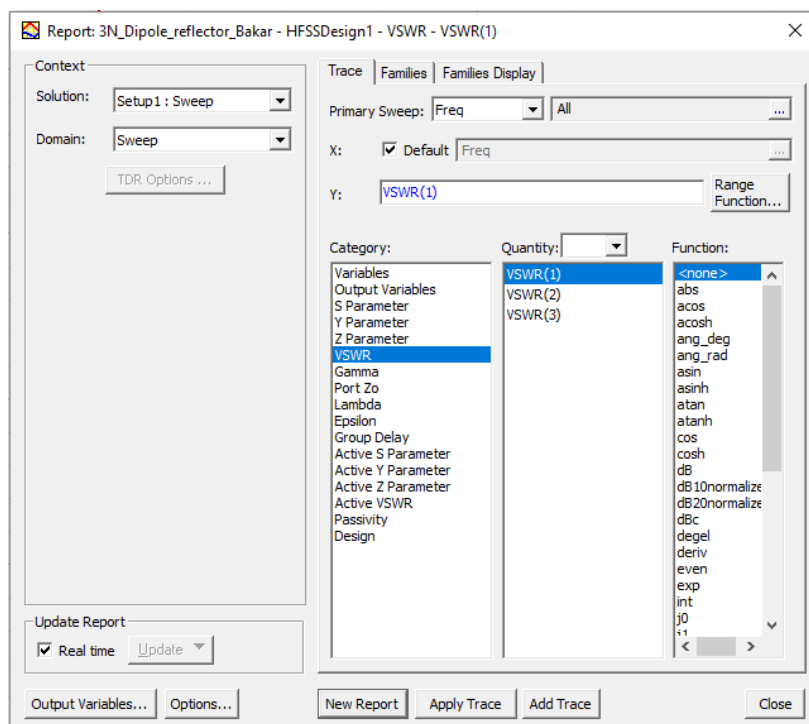 Report: 3N_Dipole_reflector_Bakar - HFSSDesign1 - VSWR - VSWR(1)
Context
Solution: Setup1 : Sweep
Domain: Sweep
TDR Options ...
Update Report
Real time Update
Output Variables... Options...
Trace Families Families Display
Primary Sweep: Freq All ...
X: Default Freq ...
Y: VSWR(1) Range Function...
Category:
Variables
Output Variables
S Parameter
Y Parameter
Z Parameter
VSWR
Gamma
Port Zo
Lambda
Epsilon
Group Delay
Active S Parameter
Active Y Parameter
Active Z Parameter
Active VSWR
Passivity
Design
Quantity:
VSWR(1)
VSWR(2)
VSWR(3)
Function:
<none>
abs
acos
acosh
ang_deg
ang_rad
asin
asinh
atan
atanh
cos
cosh
dB
dB10normalize
dB20normalize
dBc
degel
deriv
even
exp
int
j0
New Report Apply Trace Add Trace Close